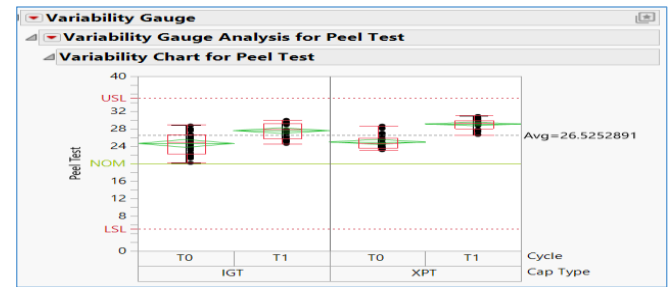 Variability Gauge
Variability Gauge Analysis for Peel Test
Variability Chart for Peel Test
40
USL
32
28
24
NOM
16
12
8
LSL
0
Peel Test
Avg=26.5252891
T0 T1 T0 T1 Cycle
IGT XPT Cap Type